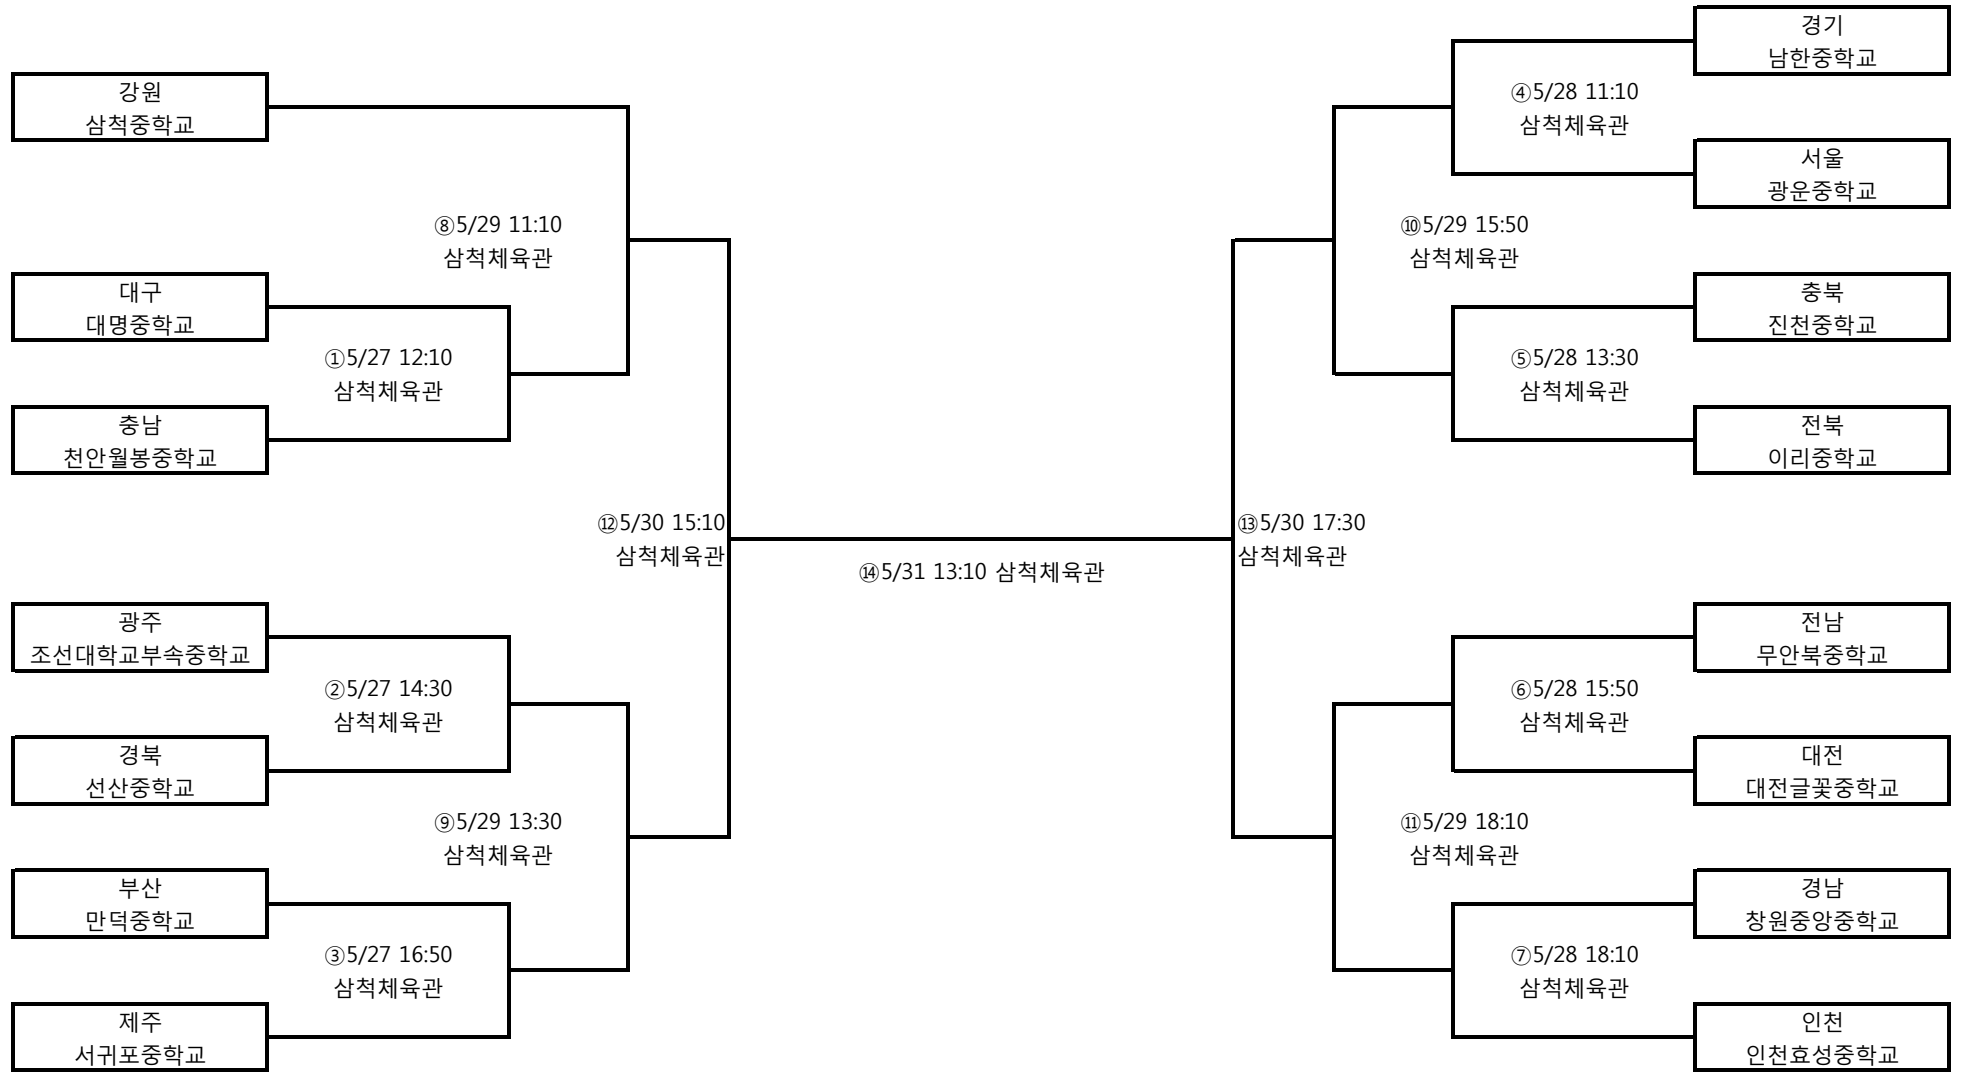 강원
삼척중학교
⑧5/29 11:10
삼척체육관
대구
대명중학교
①5/27 12:10
삼척체육관
충남
천안월봉중학교
⑫5/30 15:10
삼척체육관
광주
조선대학교부속중학교
②5/27 14:30
삼척체육관
경북
선산중학교
⑨5/29 13:30
삼척체육관
부산
만덕중학교
③5/27 16:50
삼척체육관
제주
서귀포중학교
⑭5/31 13:10 삼척체육관
경기
남한중학교
④5/28 11:10
삼척체육관
서울
광운중학교
⑩5/29 15:50
삼척체육관
충북
진천중학교
⑤5/28 13:30
삼척체육관
전북
이리중학교
⑬5/30 17:30
삼척체육관
전남
무안북중학교
⑥5/28 15:50
삼척체육관
대전
대전글꽃중학교
⑪5/29 18:10
삼척체육관
경남
창원중앙중학교
⑦5/28 18:10
삼척체육관
인천
인천효성중학교